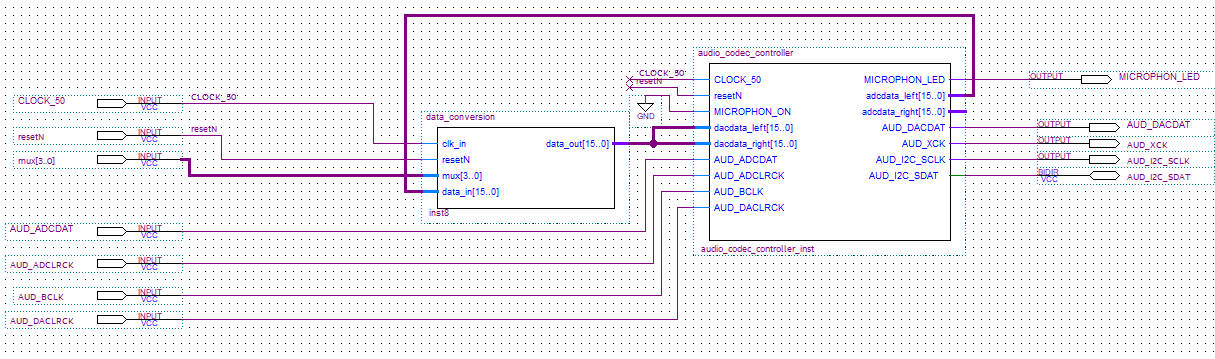 audio_codec_controller
CLOCK_50
resetN
CLOCK_50
MICROPHON_LED
OUTPUT
MICROPHON_LED
CLOCK_50
INPUT
VCC
CLOCK_50
resetN
adcdata_left[15..0]
GND
MICROPHON_ON
adcdata_right[15..0]
data_conversion
resetN
INPUT
VCC
resetN
dacdata_left[15..0]
AUD_DACDAT
OUTPUT
AUD_DACDAT
clk_in
data_out[15..0]
dacdata_right[15..0]
AUD_XCK
OUTPUT
AUD_XCK
mux[3..0]
INPUT
VCC
resetN
AUD_ADCDAT
AUD_I2C_SCLK
OUTPUT
AUD_I2C_SCLK
mux[3..0]
AUD_ADCLRCK
AUD_I2C_SDAT
BIDIR
VCC
AUD_I2C_SDAT
data_in[15..0]
AUD_BCLK
inst8
AUD_DACLRCK
AUD_ADCDAT
INPUT
VCC
audio_codec_controller_inst
AUD_ADCLRCK
INPUT
VCC
AUD_BCLK
INPUT
VCC
AUD_DACLRCK
INPUT
VCC